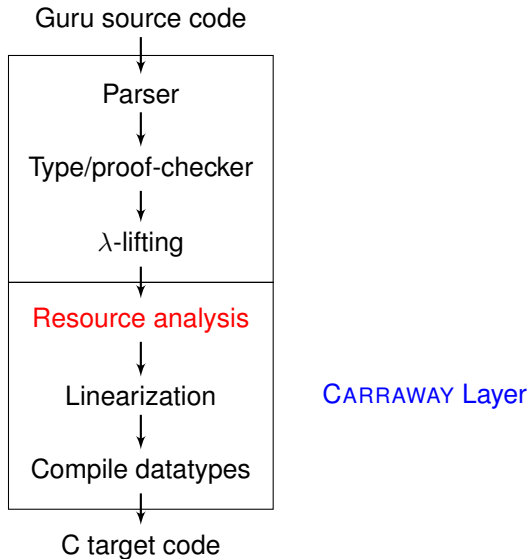 Guru source code
Parser
Type/proof-checker
λ-lifting
Resource analysis
Linearization
CARRAWAY Layer
Compile datatypes
C target code